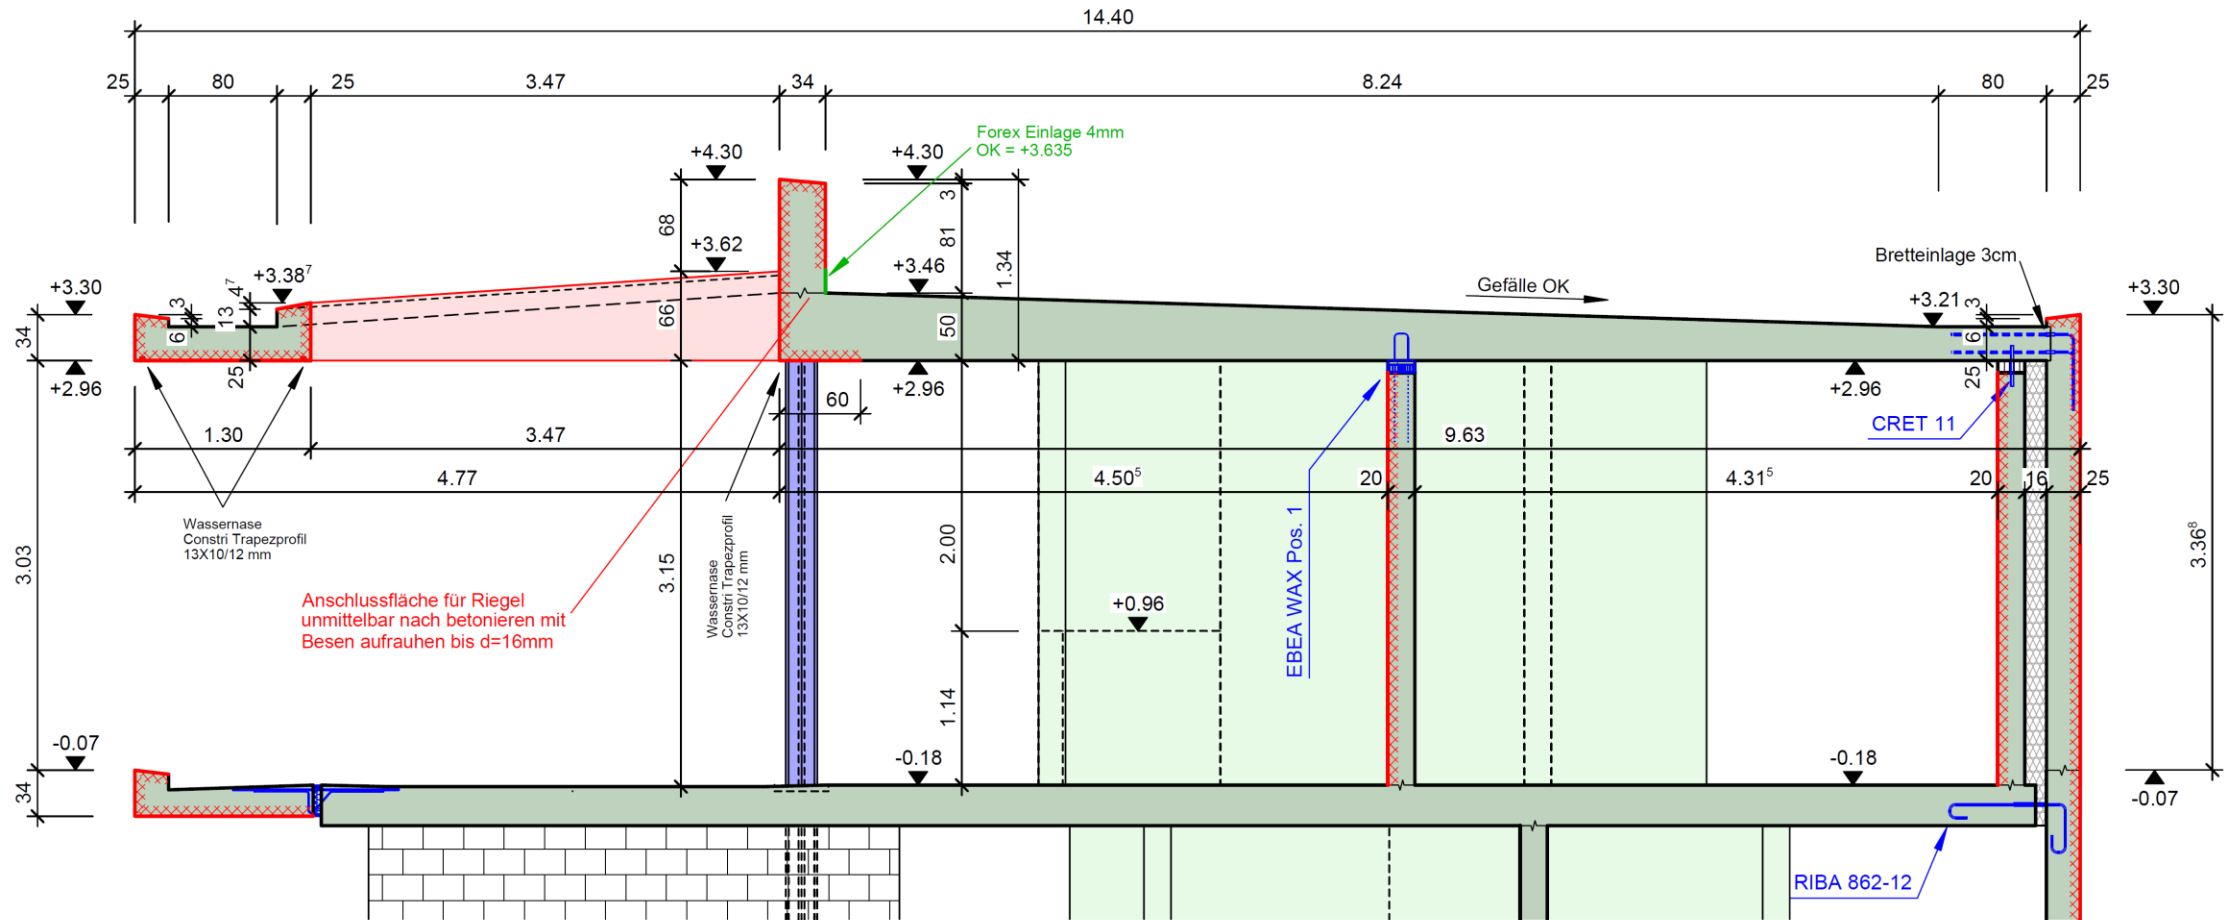 14.40
25 80 25 3.47 34 8.24 80 25
Forex Einlage 4mm
OK = +3.635
+4.30 +4.30
3
68
81
1.34
+3.62
+3.46
Gefälle OK
Bretteinlage 3cm
+3.30
+3.38⁷
4⁷
3
13
6
34
25
66
50
+3.21
3
6
25
+3.30
+2.96
+2.96
+2.96
60
CRET 11
1.30 3.47 9.63
4.77 4.50⁵ 20 4.31⁵ 20 16 25
Wassernase
Constri Trapezprofil
13X10/12 mm
Wassernase
Constri Trapezprofil
13X10/12 mm
EBEA WAX Pos. 1
3.03
3.15
2.00
3.36⁸
Anschlussfläche für Riegel
unmittelbar nach betonieren mit
Besen aufrauhen bis d=16mm
+0.96
1.14
-0.07
-0.18
-0.18
-0.07
34
RIBA 862-12